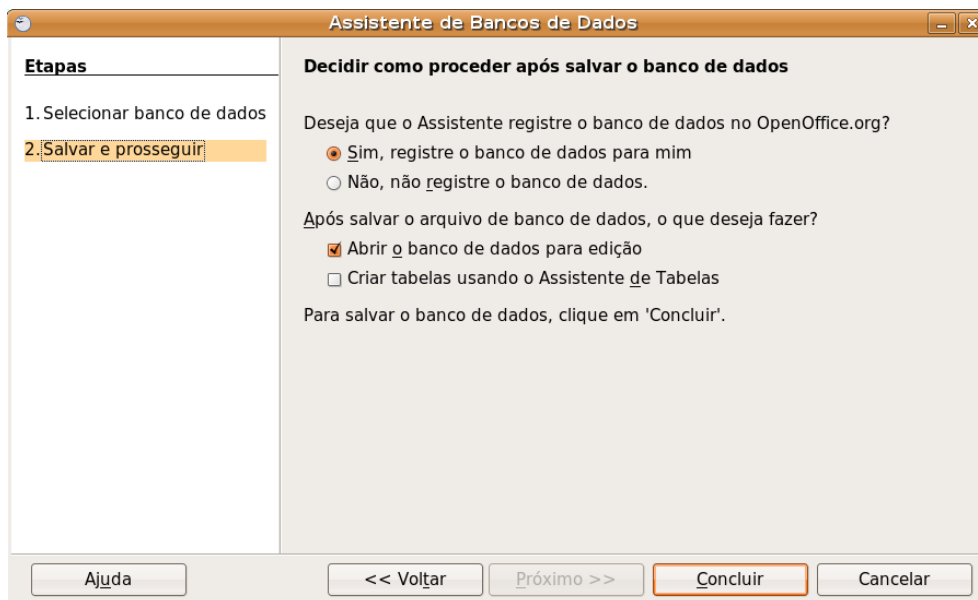 Assistente de Bancos de Dados
Etapas
1. Selecionar banco de dados
2. Salvar e prosseguir
Decidir como proceder após salvar o banco de dados
Deseja que o Assistente registre o banco de dados no OpenOffice.org?
Sim, registre o banco de dados para mim
Não, não registre o banco de dados.
Após salvar o arquivo de banco de dados, o que deseja fazer?
Abrir o banco de dados para edição
Criar tabelas usando o Assistente de Tabelas
Para salvar o banco de dados, clique em 'Concluir'.
Ajuda
<< Voltar
Próximo >>
Concluir
Cancelar